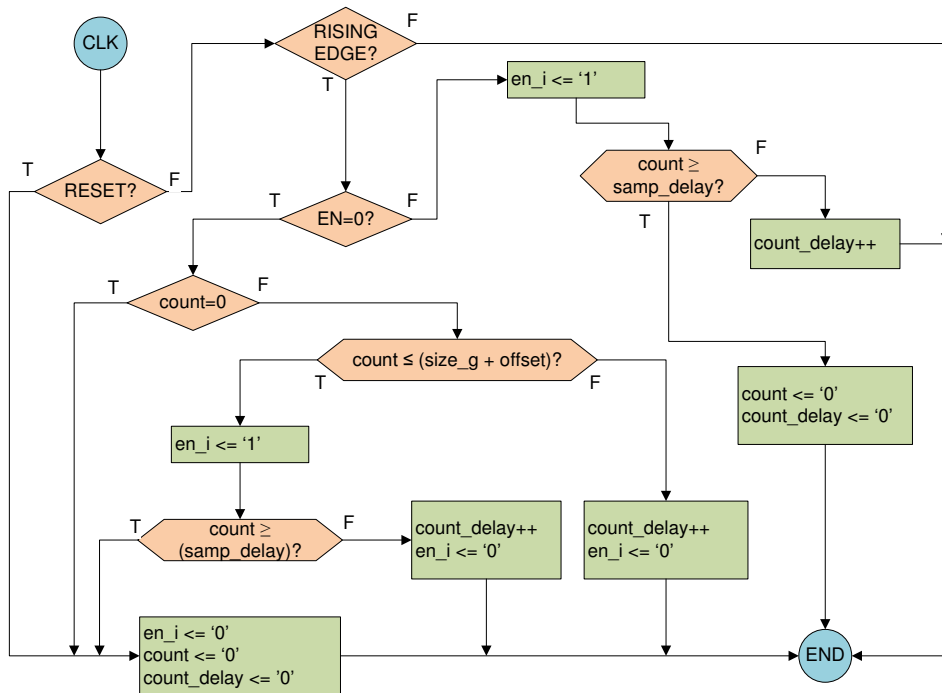 CLK
RISING
EDGE?
F
T
en_i <= ‘1’
T
RESET?
F
count ≥
samp_delay?
F
T
EN=0?
F
T
count_delay++
T
count=0
F
count ≤ (size_g + offset)?
T
F
count <= ‘0’
count_delay <= ‘0’
en_i <= ‘1’
T
count ≥
(samp_delay)?
F
count_delay++
en_i <= ‘0’
count_delay++
en_i <= ‘0’
en_i <= ‘0’
count <= ‘0’
count_delay <= '0’
END